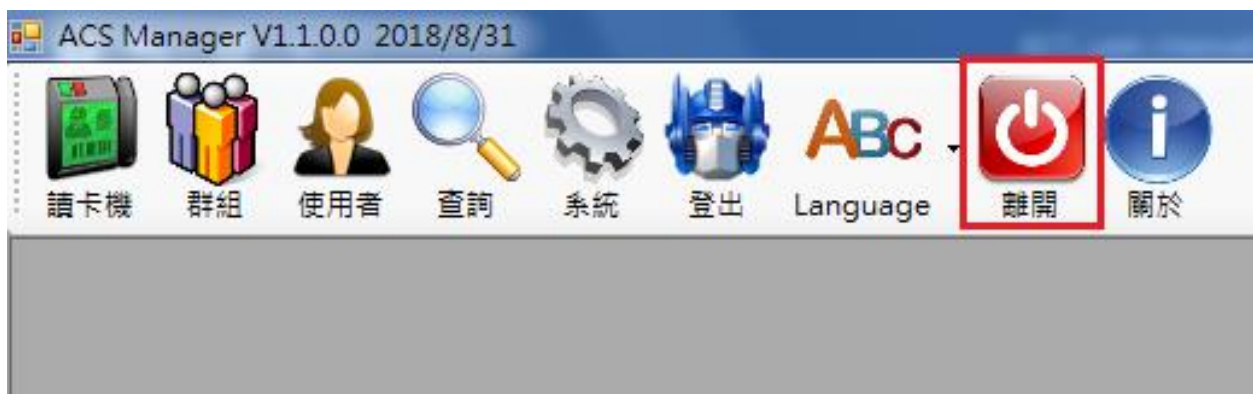 ACS Manager V1.1.0.0 2018/8/31
ABC
讀卡機 群組 使用者 查詢 系統 登出 Language 離開 關於